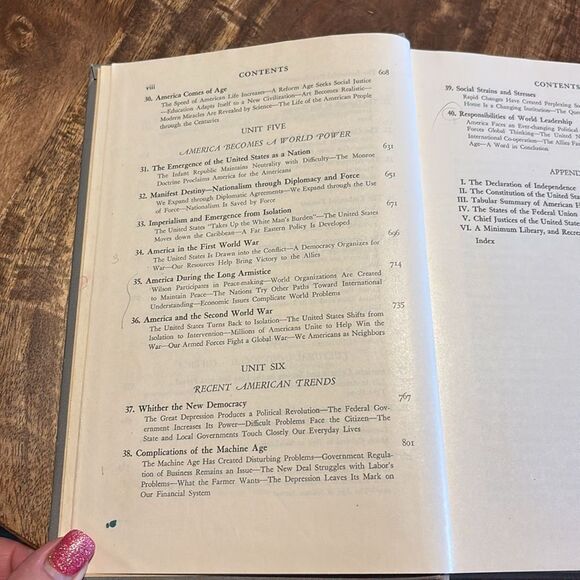 viii
CONTENTS
30. America Comes of Age 608
The Speed of American Life Increases—A Reform Age Seeks Social Justice
—Education Adapts Itself to a New Civilization—Art Becomes Realistic—
Modern Miracles Are Revealed by Science—The Life of the American People
through the Centuries
UNIT FIVE
AMERICA BECOMES A WORLD POWER
31. The Emergence of the United States as a Nation 631
The Infant Republic Maintains Neutrality with Difficulty—The Monroe
Doctrine Proclaims America for the Americans
32. Manifest Destiny—Nationalism through Diplomacy and Force 651
We Expand through Diplomatic Agreements—We Expand through the Use
of Force—Nationalism Is Saved by Force
33. Imperialism and Emergence from Isolation 671
The United States "Takes Up the White Man's Burden"—The United States
Moves down the Caribbean—A Far Eastern Policy Is Developed
34. America in the First World War 696
The United States Is Drawn into the Conflict—A Democracy Organizes for
War—Our Resources Help Bring Victory to the Allies
35. America During the Long Armistice 714
Wilson Participates in Peace-making—World Organizations Are Created
to Maintain Peace—The Nations Try Other Paths Toward International
Understanding—Economic Issues Complicate World Problems
36. America and the Second World War 735
The United States Turns Back to Isolation—The United States Shifts from
Isolation to Intervention—Millions of Americans Unite to Help Win the
War—Our Armed Forces Fight a Global War—We Americans as Neighbors
UNIT SIX
RECENT AMERICAN TRENDS
37. Whither the New Democracy 767
The Great Depression Produces a Political Revolution—The Federal Gov-
ernment Increases Its Power—Difficult Problems Face the Citizen—The
State and Local Governments Touch Closely Our Everyday Lives
38. Complications of the Machine Age 801
The Machine Age Has Created Disturbing Problems—Government Regula-
tion of Business Remains an Issue—The New Deal Struggles with Labor's
Problems—What the Farmer Wants—The Depression Leaves Its Mark on
Our Financial System
CONTENTS
39. Social Strains and Stresses
Rapid Changes Have Created Perplexing
Home Is a Changing Institution—The
40. Responsibilities of World Leadership
America Faces an Ever-changing Political
Forces Global Thinking—The United
International Co-operation—The Allies
Age—A Word in Conclusion
I. The Declaration of Independence
II. The Constitution of the United
III. Tabular Summary of American
IV. The States of the Federal Union
V. Chief Justices of the United
VI. A Minimum Library, and
Index